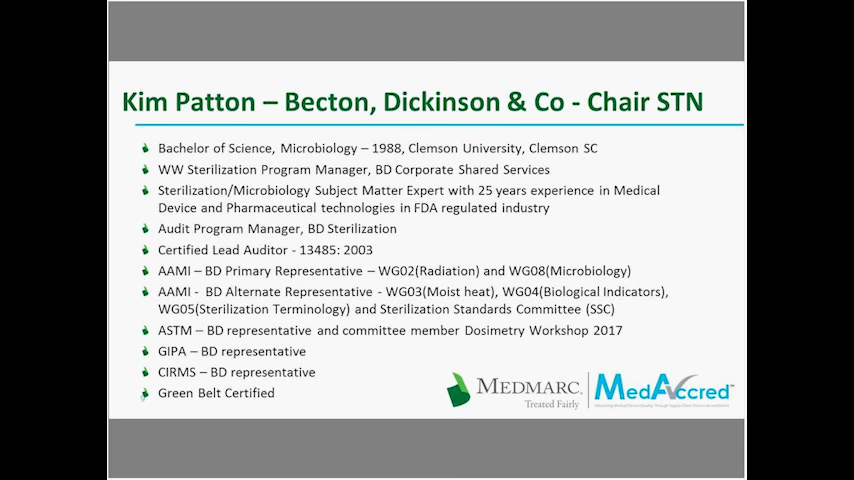 Kim Patton – Becton, Dickinson & Co - Chair STN
Bachelor of Science, Microbiology – 1988, Clemson University, Clemson SC
WW Sterilization Program Manager, BD Corporate Shared Services
Sterilization/Microbiology Subject Matter Expert with 25 years experience in Medical
Device and Pharmaceutical technologies in FDA regulated industry
Audit Program Manager, BD Sterilization
Certified Lead Auditor - 13485: 2003
AAMI – BD Primary Representative – WG02(Radiation) and WG08(Microbiology)
AAMI - BD Alternate Representative - WG03(Moist heat), WG04(Biological Indicators),
WG05(Sterilization Terminology) and Sterilization Standards Committee (SSC)
ASTM – BD representative and committee member Dosimetry Workshop 2017
GIPA – BD representative
CIRMS – BD representative
Green Belt Certified
MEDMARC.
Treated Fairly
MedAccred™